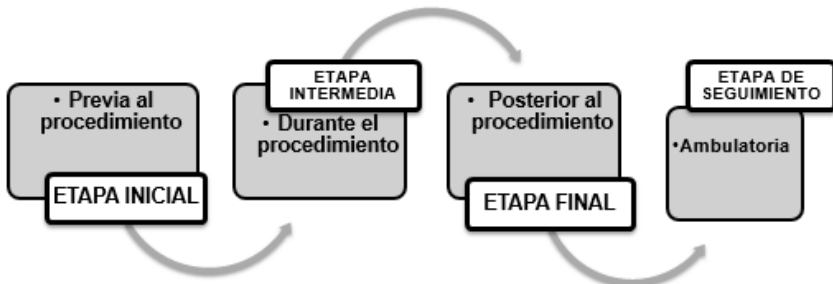 • Previa al
procedimiento
ETAPA INICIAL
ETAPA
INTERMEDIA
• Durante el
procedimiento
• Posterior al
procedimiento
ETAPA FINAL
ETAPA DE
SEGUIMIENTO
•Ambulatoria